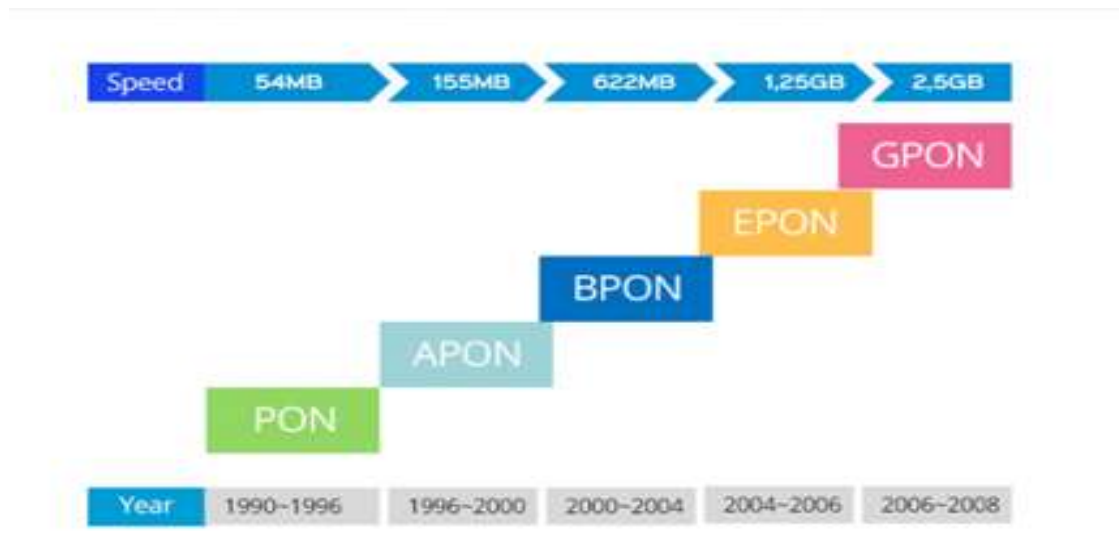 Speed 54MB 155MB 622MB 1,25GB 2,5GB
GPON
EPON
BPON
APON
PON
Year 1990~1996 1996~2000 2000~2004 2004~2006 2006~2008